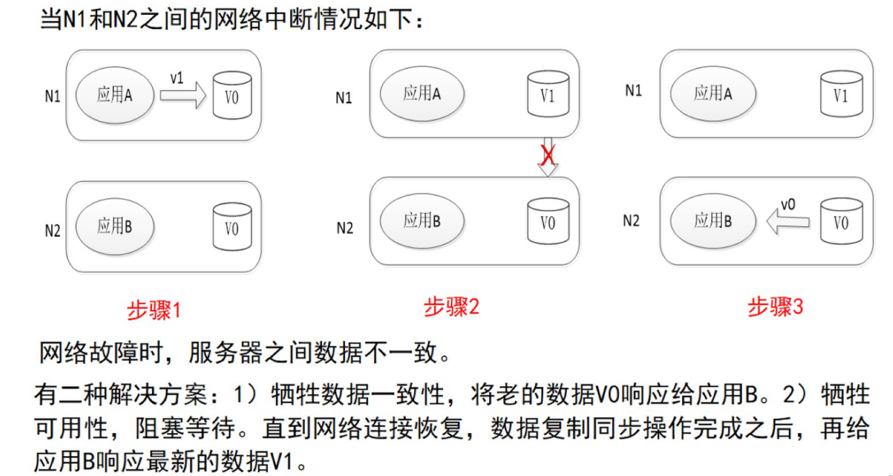 当N1和N2之间的网络中断情况如下：
N1 应用A v1 V0
N1 应用A V1
N1 应用A V1
X
N2 应用B V0
N2 应用B V0
N2 应用B v0 V0
步骤1 步骤2 步骤3
网络故障时，服务器之间数据不一致。
有二种解决方案：1）牺牲数据一致性，将老的数据V0响应给应用B。2）牺牲
可用性，阻塞等待。直到网络连接恢复，数据复制同步操作完成之后，再给
应用B响应最新的数据V1。